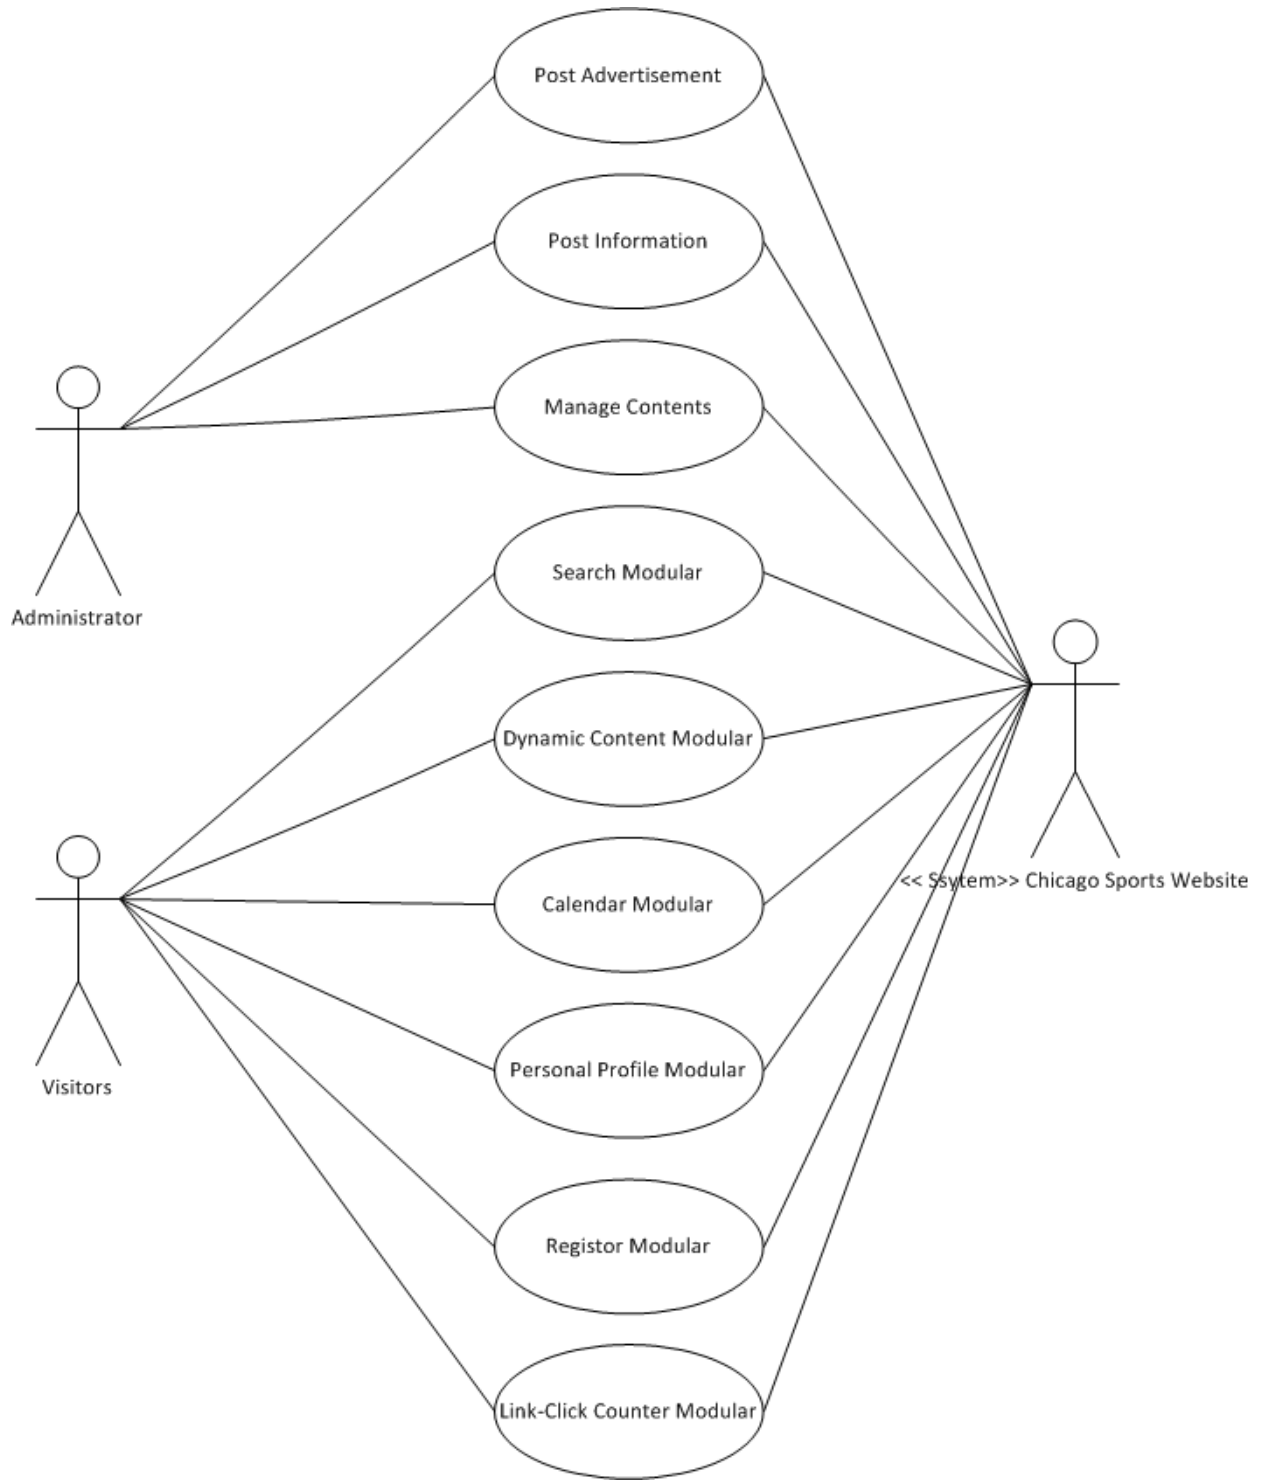 Post Advertisement
Post Information
Manage Contents
Search Modular
Administrator
Dynamic Content Modular
<< Ssytem>> Chicago Sports Website
Calendar Modular
Personal Profile Modular
Visitors
Registor Modular
Link-Click Counter Modular